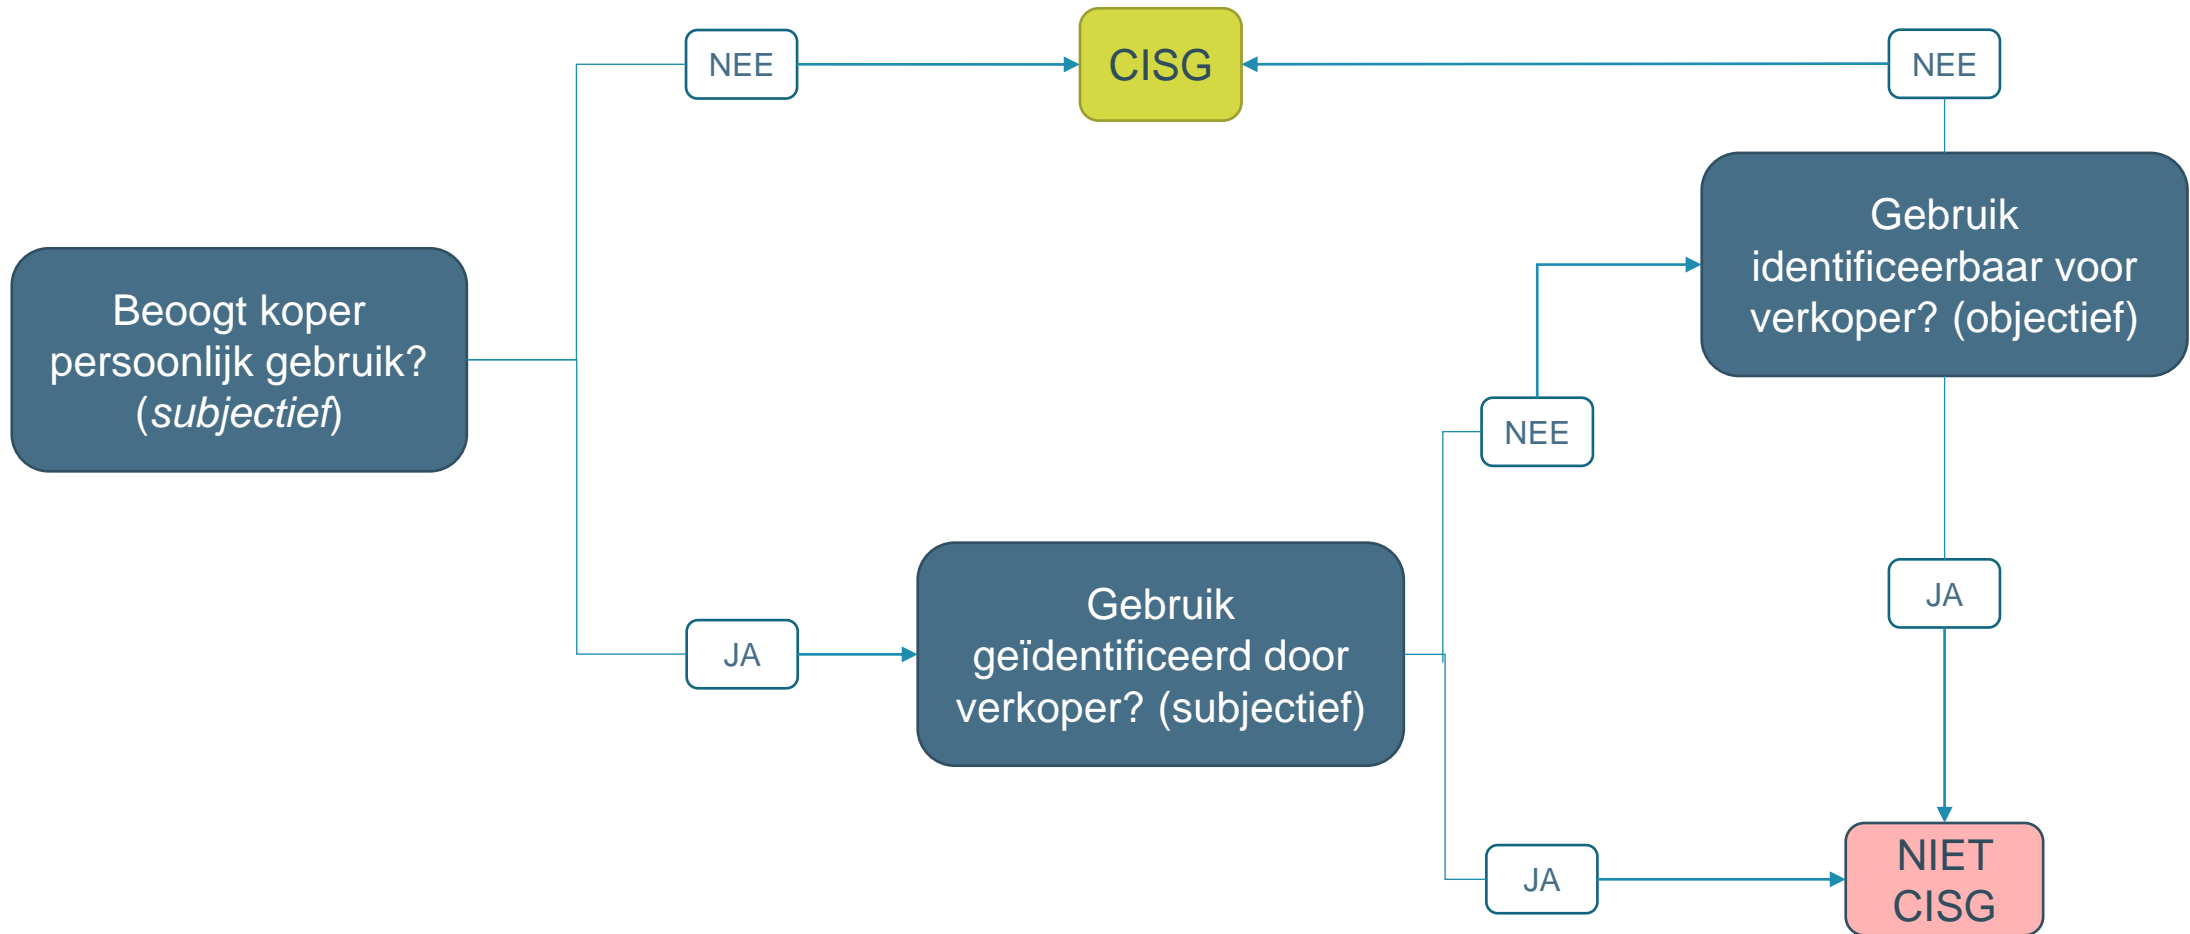 NEE
CISG
NEE
Beoogt koper
persoonlijk gebruik?
(subjectief)
Gebruik
identificeerbaar voor
verkoper? (objectief)
NEE
JA
Gebruik
geïdentificeerd door
verkoper? (subjectief)
JA
JA
NIET
CISG